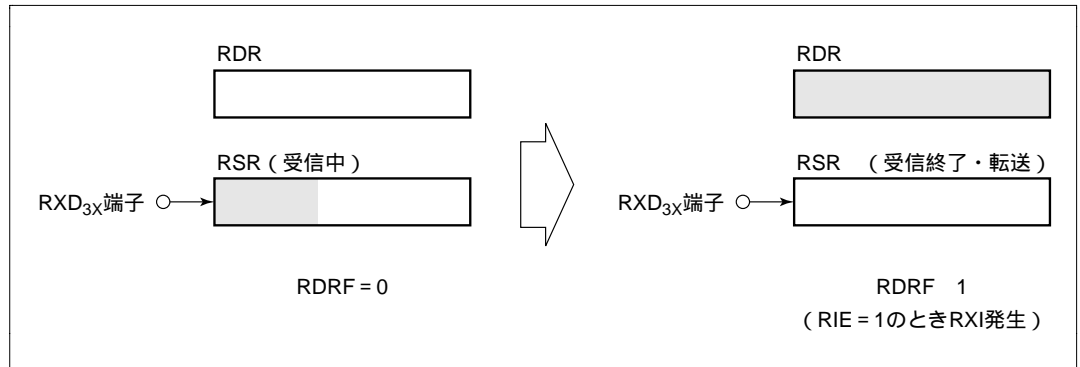 RDR
RSR（受信中）
RXD3X端子
RDRF = 0
RDR
RSR （受信終了・転送）
RXD3X端子
RDRF 1
（RIE = 1のときRXI発生）